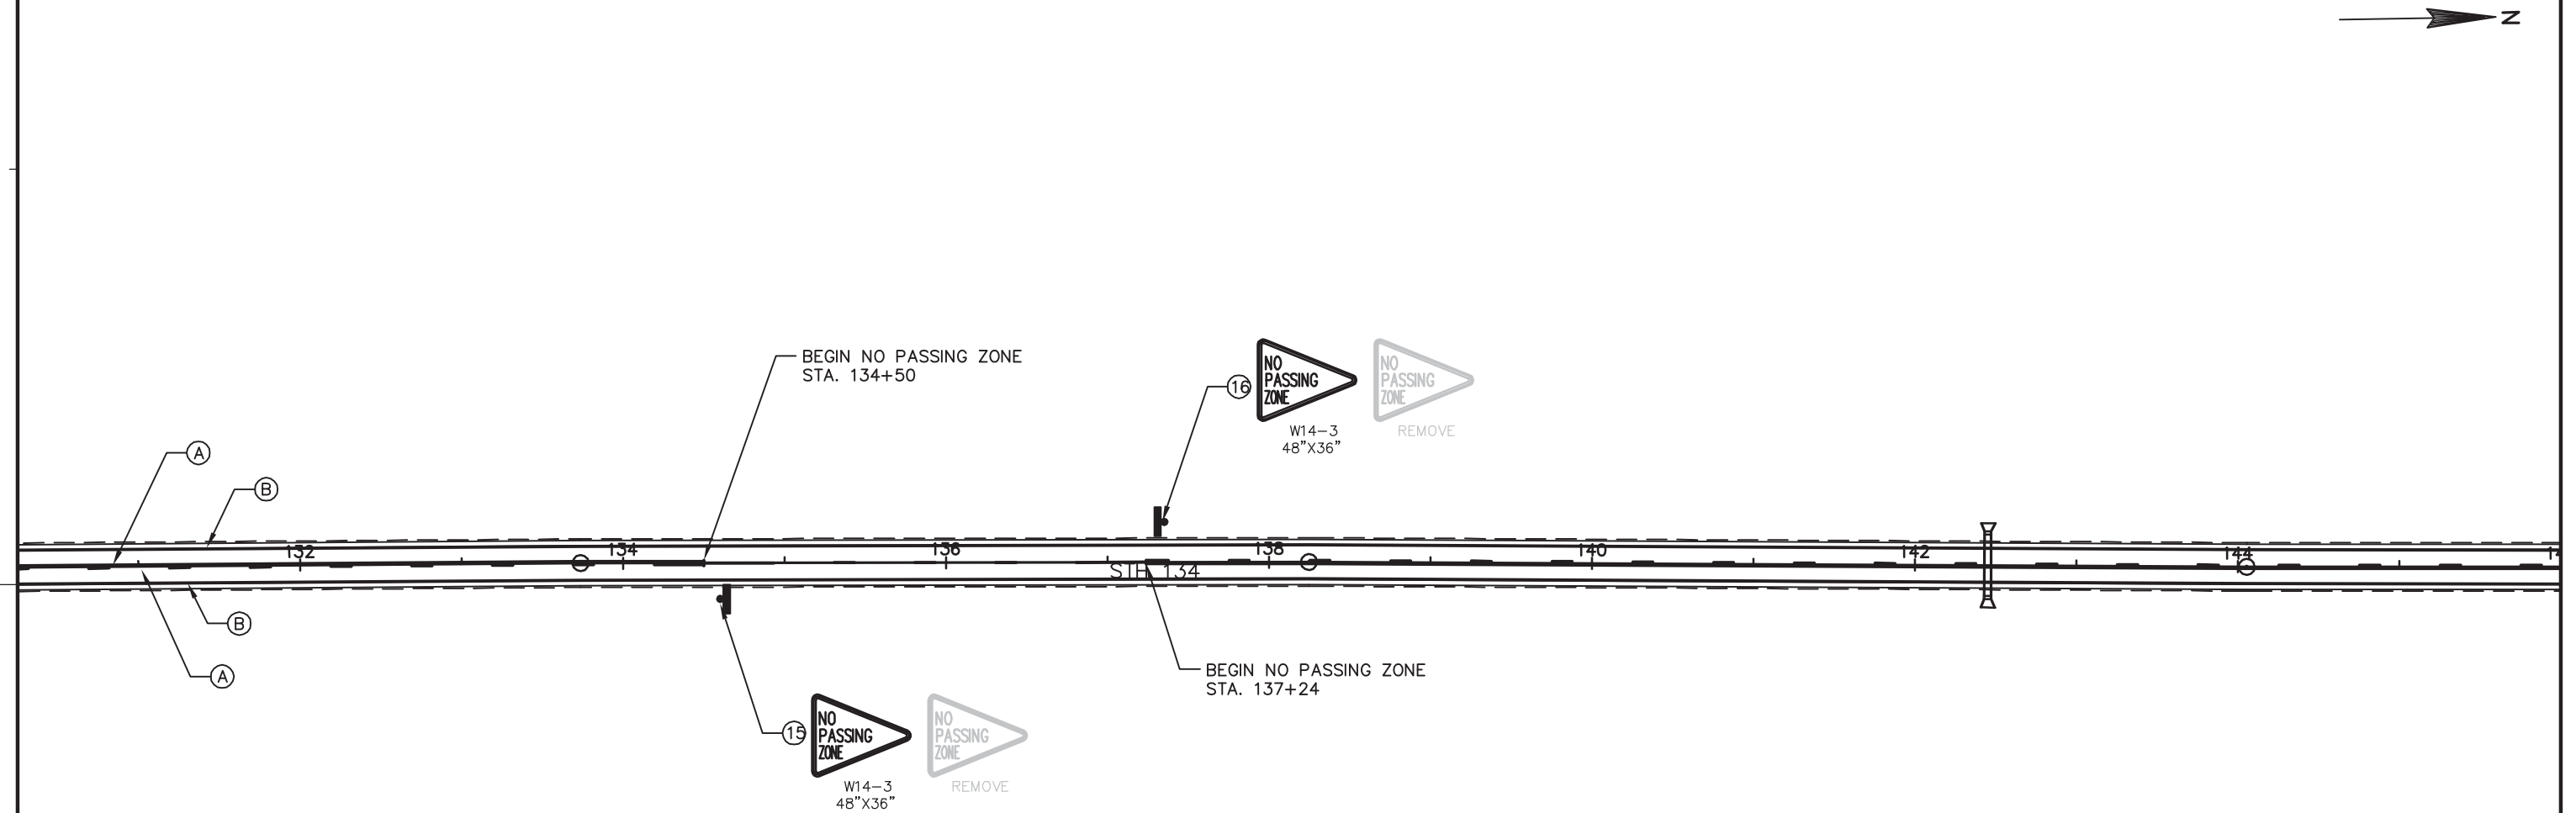 N
BEGIN NO PASSING ZONE
STA. 134+50
16
NO
PASSING
ZONE
W14-3
48"X36"
NO
PASSING
ZONE
REMOVE
A
B
132
134
136
138
140
142
144
STH 134
B
A
BEGIN NO PASSING ZONE
STA. 137+24
15
NO
PASSING
ZONE
W14-3
48"X36"
NO
PASSING
ZONE
REMOVE